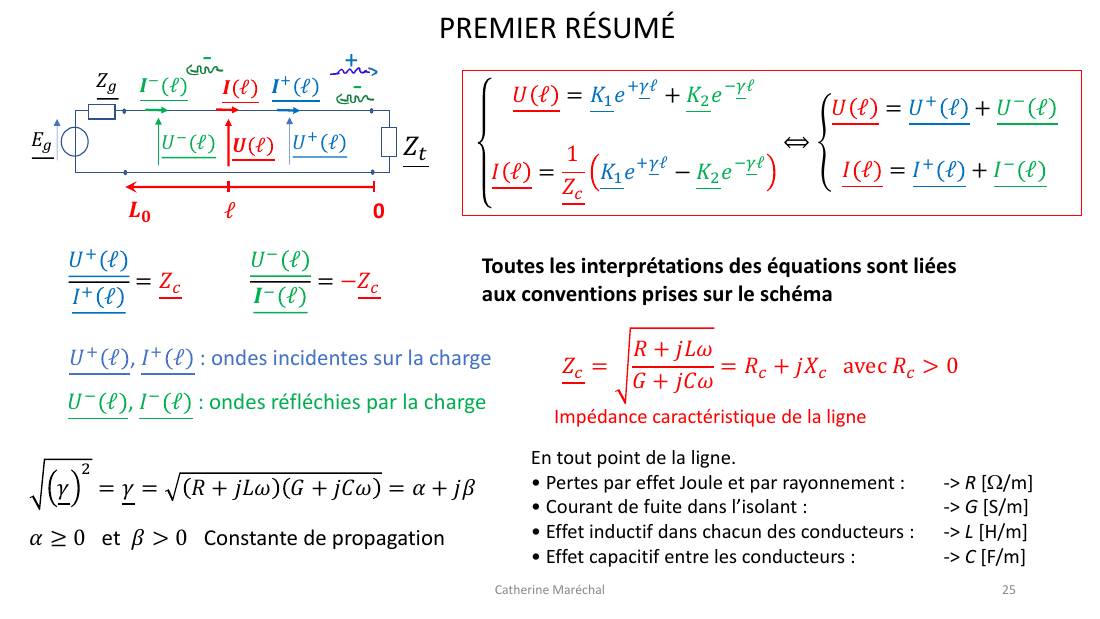 PREMIER RÉSUMÉ
- +
Z_g I⁻(ℓ) I(ℓ) I⁺(ℓ) -
E_g U⁻(ℓ) U(ℓ) U⁺(ℓ) Z_t
L₀ ℓ 0
U(ℓ) = K₁e^{+γℓ} + K₂e^{−γℓ}
I(ℓ) = 1/Z_c (K₁e^{+γℓ} − K₂e^{−γℓ})
⇔
U(ℓ) = U⁺(ℓ) + U⁻(ℓ)
I(ℓ) = I⁺(ℓ) + I⁻(ℓ)
U⁺(ℓ)/I⁺(ℓ) = Z_c U⁻(ℓ)/I⁻(ℓ) = −Z_c
Toutes les interprétations des équations sont liées
aux conventions prises sur le schéma
U⁺(ℓ), I⁺(ℓ) : ondes incidentes sur la charge
U⁻(ℓ), I⁻(ℓ) : ondes réfléchies par la charge
Z_c = √((R + jLω)/(G + jCω)) = R_c + jX_c avec R_c > 0
Impédance caractéristique de la ligne
√((γ)²) = γ = √((R + jLω)(G + jCω)) = α + jβ
α ≥ 0 et β > 0 Constante de propagation
En tout point de la ligne.
• Pertes par effet Joule et par rayonnement : -> R [Ω/m]
• Courant de fuite dans l’isolant : -> G [S/m]
• Effet inductif dans chacun des conducteurs : -> L [H/m]
• Effet capacitif entre les conducteurs : -> C [F/m]
Catherine Maréchal 25